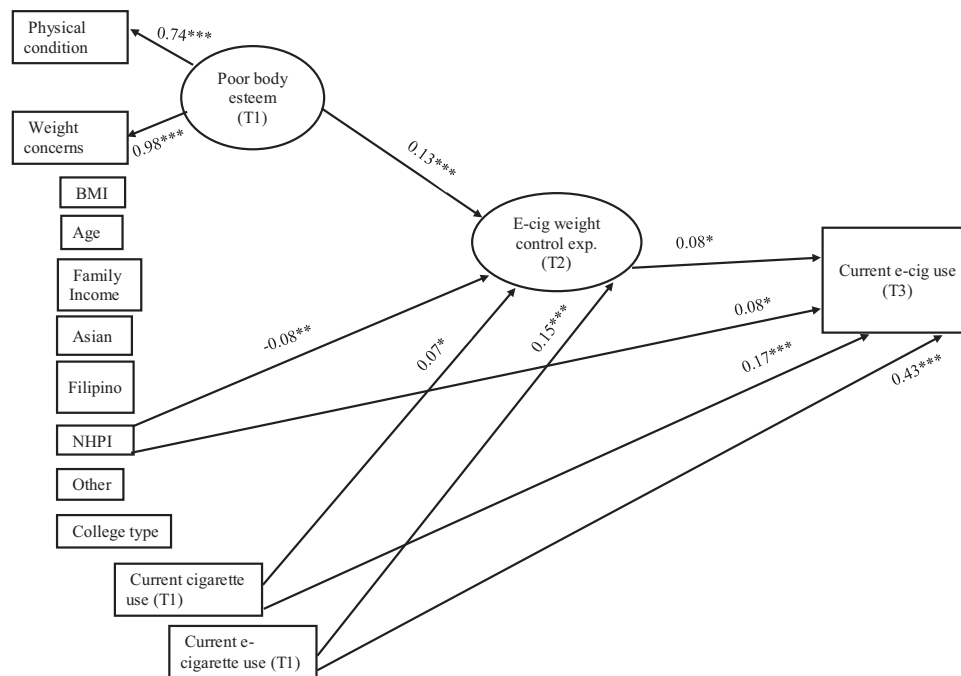 Physical
condition
0.74***
Poor body
esteem
(T1)
Weight
concerns
0.98***
0.13***
BMI
Age
E-cig weight
control exp.
(T2)
0.08*
Current e-cig use
(T3)
Family
Income
Asian
-0.08**
0.07*
0.15***
0.08*
Filipino
0.17***
0.43***
NHPI
Other
College type
Current cigarette
use (T1)
Current e-
cigarette use (T1)